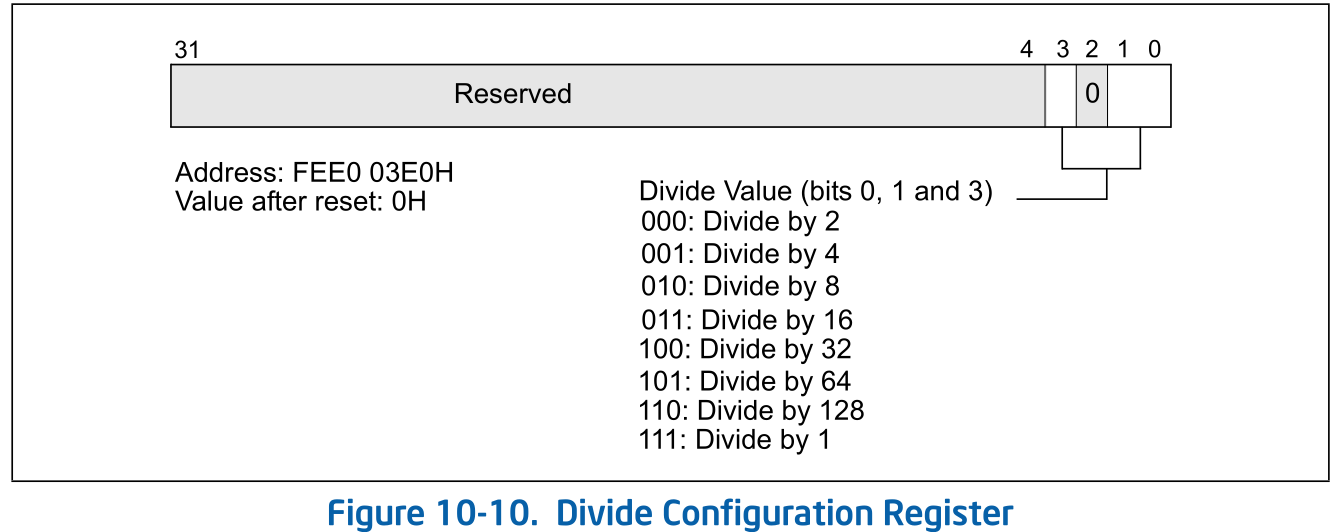 31 4 3 2 1 0
Reserved 0
Address: FEE0 03E0H
Value after reset: 0H
Divide Value (bits 0, 1 and 3)
000: Divide by 2
001: Divide by 4
010: Divide by 8
011: Divide by 16
100: Divide by 32
101: Divide by 64
110: Divide by 128
111: Divide by 1
Figure 10-10. Divide Configuration Register